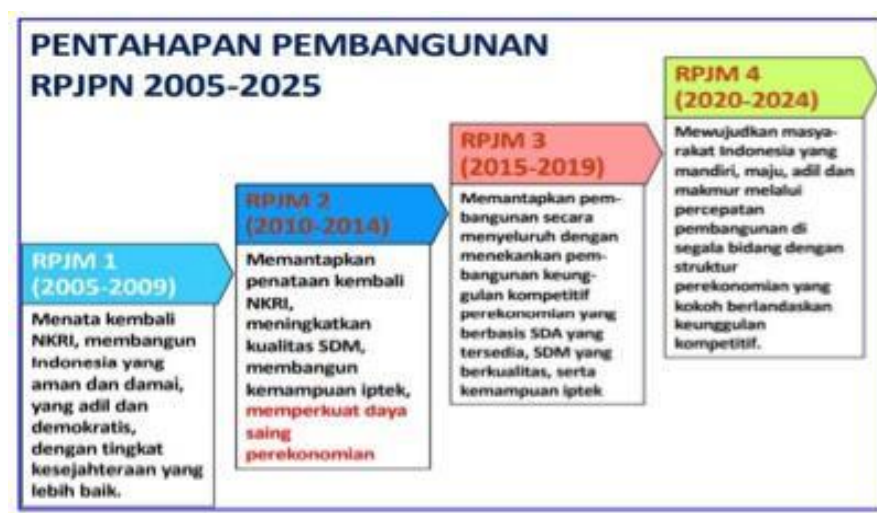 PENTAHAPAN PEMBANGUNAN
RPJPN 2005-2025
RPJM 1
(2005-2009)
Menata kembali
NKRI, membangun
Indonesia yang
aman dan damai,
yang adil dan
demokratis,
dengan tingkat
kesejahteraan yang
lebih baik.
RPJM 2
(2010-2014)
Memantapkan
penataan kembali
NKRI,
meningkatkan
kualitas SDM,
membangun
kemampuan iptek,
memperkuat daya
saing
perekonomian
RPJM 3
(2015-2019)
Memantapkan pem-
bangunan secara
menyeluruh dengan
menekankan pem-
bangunan keung-
gulan kompetitif
perekonomian yang
berbasis SDA yang
tersedia, SDM yang
berkualitas, serta
kemampuan iptek
RPJM 4
(2020-2024)
Mewujudkan masya-
rakat Indonesia yang
mandiri, maju, adil dan
makmur melalui
percepatan
pembangunan di
segala bidang dengan
struktur
perekonomian yang
kokoh berlandaskan
keunggulan
kompetitif.